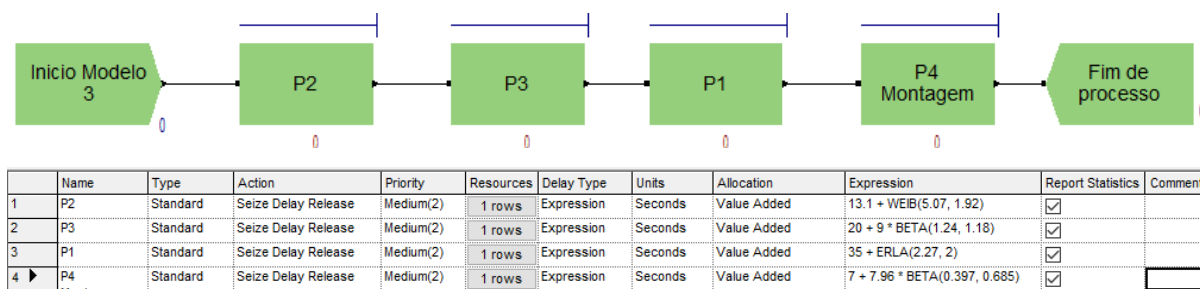 Inicio Modelo
3
P2
P3
P1
P4
Montagem
Fim de
processo
0
0
0
0
0
Name Type Action Priority Resources Delay Type Units Allocation Expression Report Statistics Comment
1 P2 Standard Seize Delay Release Medium(2) 1 rows Expression Seconds Value Added 13.1 + WEIB(5.07, 1.92)
2 P3 Standard Seize Delay Release Medium(2) 1 rows Expression Seconds Value Added 20 + 9 * BETA(1.24, 1.18)
3 P1 Standard Seize Delay Release Medium(2) 1 rows Expression Seconds Value Added 35 + ERLA(2.27, 2)
4 P4 Standard Seize Delay Release Medium(2) 1 rows Expression Seconds Value Added 7 + 7.96 * BETA(0.397, 0.685)